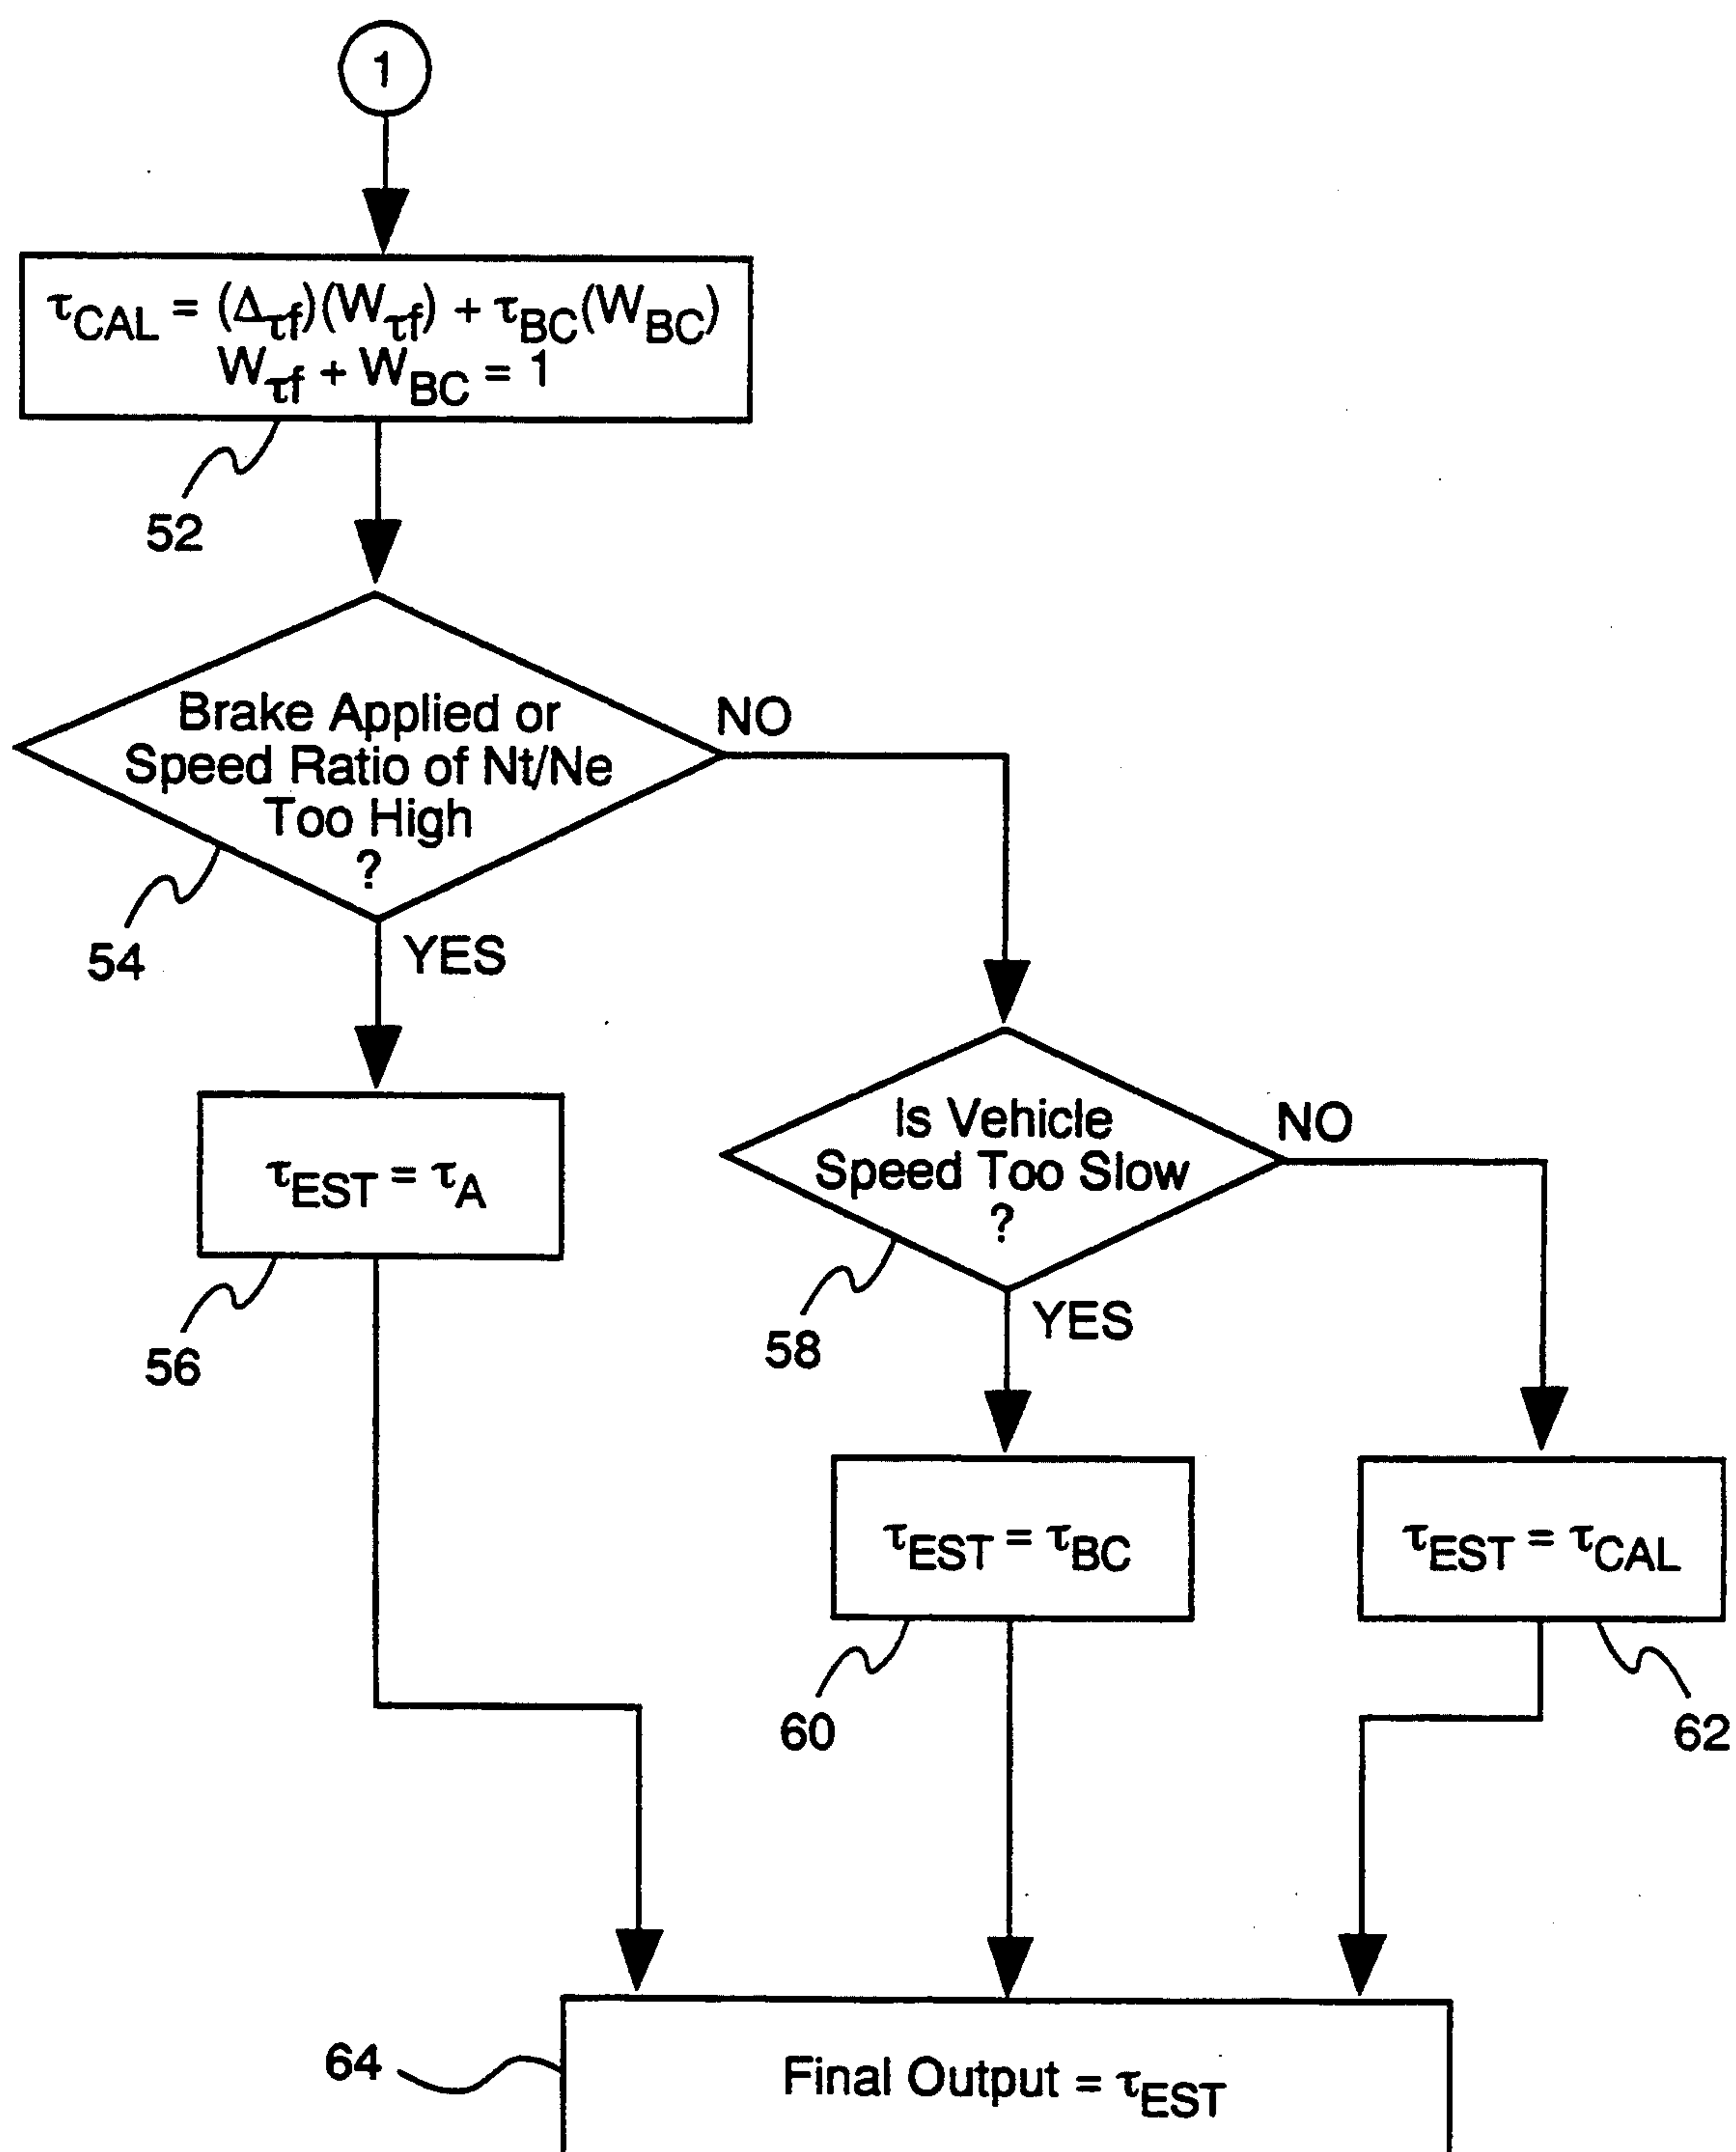 1
τCAL = (Δτf)(Wτf) + τBC(WBC)
Wτf + WBC = 1
52
Brake Applied or
Speed Ratio of Nt/Ne
Too High
?
NO
54
YES
τEST = τA
56
Is Vehicle
Speed Too Slow
?
NO
58
YES
τEST = τBC
60
τEST = τCAL
62
64
Final Output = τEST